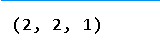 (2, 2, 1)